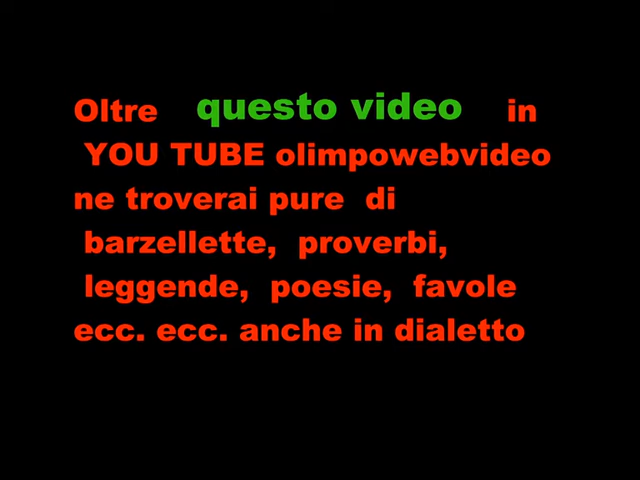 Oltre questo video in
YOU TUBE olimpowebvideo
ne troverai pure di
barzellette, proverbi,
leggende, poesie, favole
ecc. ecc. anche in dialetto